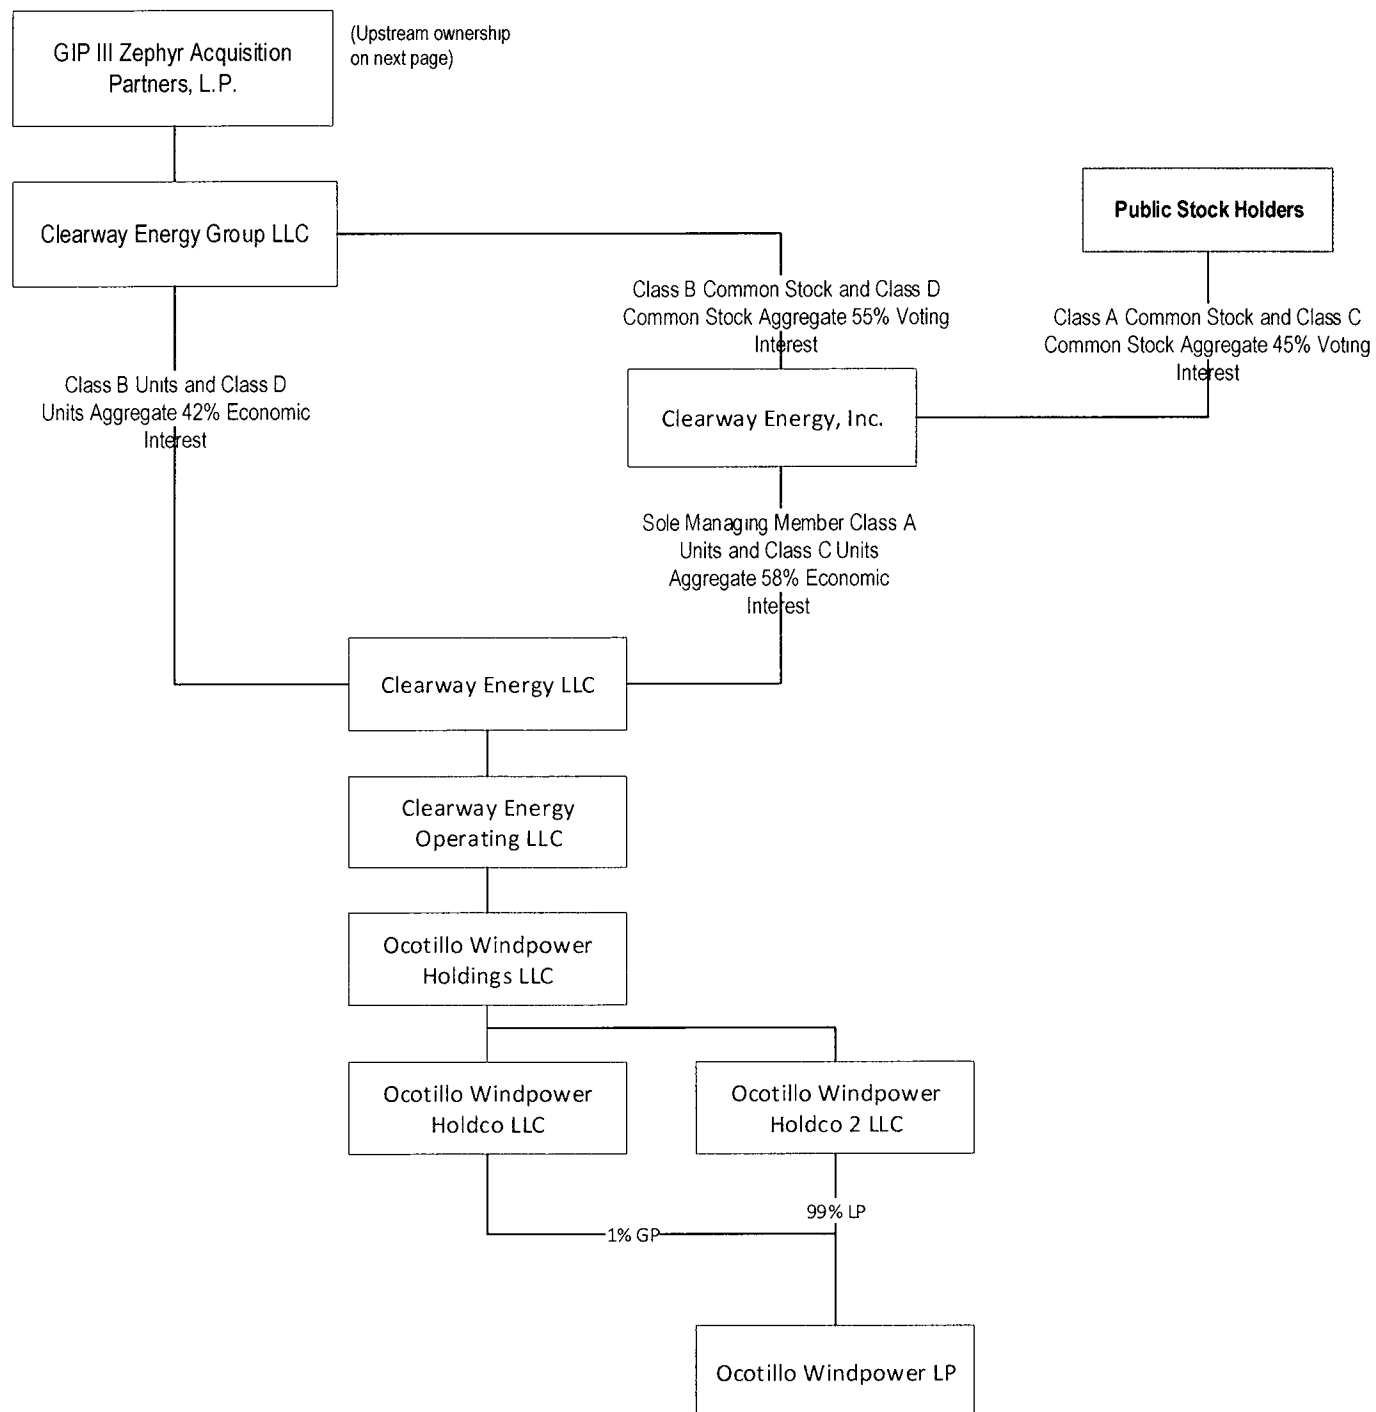 GIP III Zephyr Acquisition
Partners, L.P.
(Upstream ownership
on next page)
Clearway Energy Group LLC
Public Stock Holders
Class B Common Stock and Class D
Common Stock Aggregate 55% Voting
Interest
Class A Common Stock and Class C
Common Stock Aggregate 45% Voting
Interest
Class B Units and Class D
Units Aggregate 42% Economic
Interest
Clearway Energy, Inc.
Sole Managing Member Class A
Units and Class C Units
Aggregate 58% Economic
Interest
Clearway Energy LLC
Clearway Energy
Operating LLC
Ocotillo Windpower
Holdings LLC
Ocotillo Windpower
Holdco LLC
Ocotillo Windpower
Holdco 2 LLC
99% LP
1% GP
Ocotillo Windpower LP